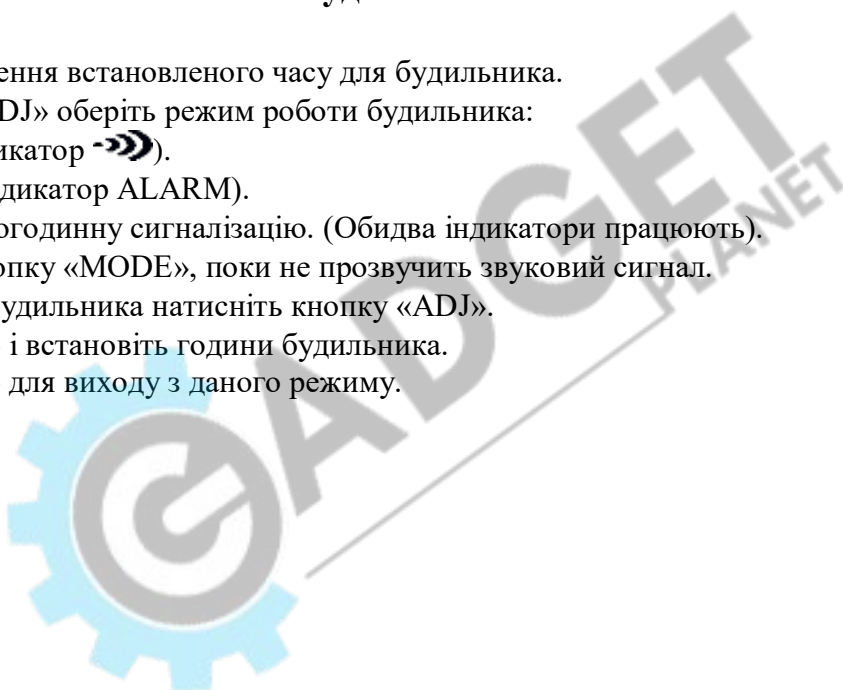 ення встановленого часу для будильника.
DJ» оберіть режим роботи будильника:
икатор).
дикатор ALARM).
огодинну сигналізацію. (Обидва індикатори працюють).
опку «MODE», поки не прозвучить звуковий сигнал.
удильника натисніть кнопку «ADJ».
і встановіть години будильника.
для виходу з даного режиму.
GADGET
PLANET